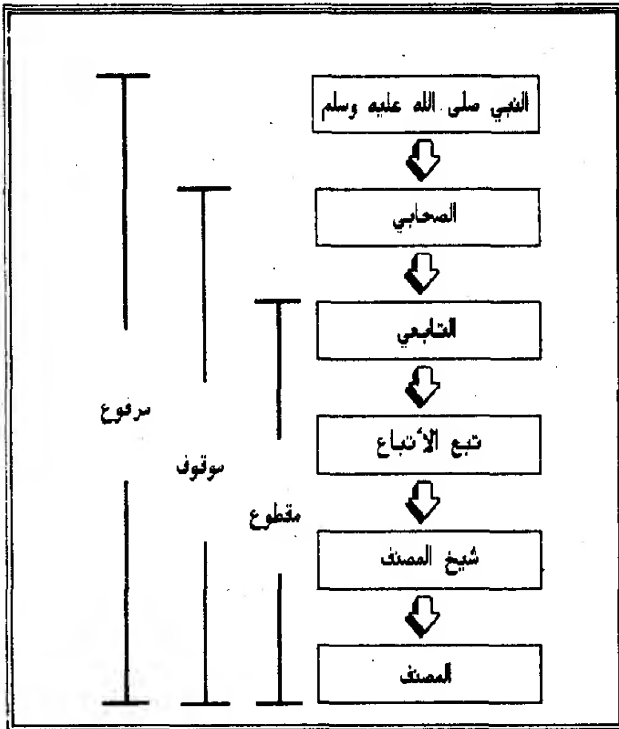 النبي صلى الله عليه وسلم
الصحابي
التابعي
تبع الأتباع
شيخ المصنف
المصنف
مقطوع
موقوف
مرفوع